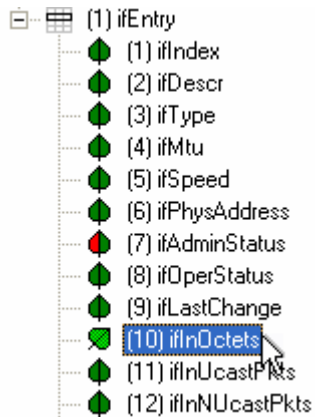 (1) ifEntry
(1) ifIndex
(2) ifDescr
(3) ifType
(4) ifMtu
(5) ifSpeed
(6) ifPhysAddress
(7) ifAdminStatus
(8) ifOperStatus
(9) ifLastChange
(10) ifInOctets
(11) ifInUcastPkts
(12) ifInNUcastPkts